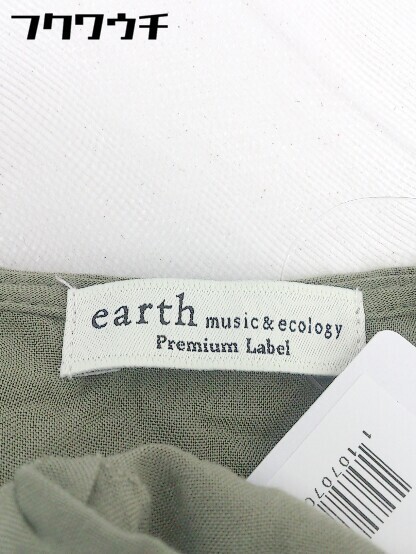 フクワウチ
earth music & ecology
Premium Label